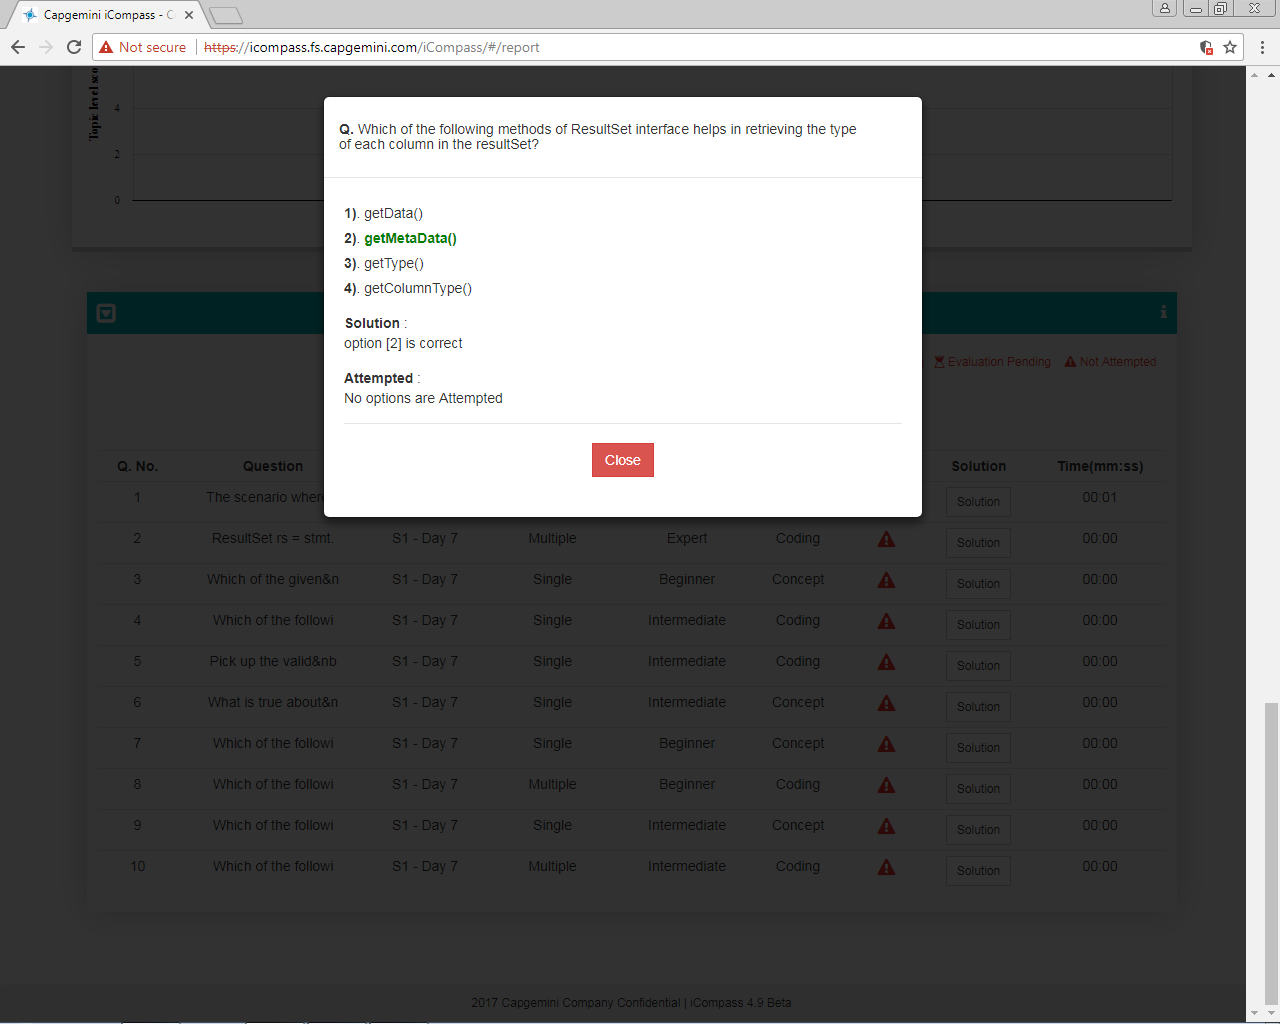 Capgemini iCompass - C
Not secure
https://icompass.fs.capgemini.com/iCompass/#/report
Topic level sco
4
2
0
Q. Which of the following methods of ResultSet interface helps in retrieving the type
of each column in the resultSet?
1). getData()
2). getMetaData()
3). getType()
4). getColumnType()
Solution :
option [2] is correct
Attempted :
No options are Attempted
Close
Evaluation Pending Not Attempted
Q. No. Question Solution Time(mm:ss)
1 The scenario wher Solution 00:01
2 ResultSet rs = stmt. S1 - Day 7 Multiple Expert Coding Solution 00:00
3 Which of the given&n S1 - Day 7 Single Beginner Concept Solution 00:00
4 Which of the followi S1 - Day 7 Single Intermediate Coding Solution 00:00
5 Pick up the valid&nb S1 - Day 7 Single Intermediate Coding Solution 00:00
6 What is true about&n S1 - Day 7 Single Intermediate Concept Solution 00:00
7 Which of the followi S1 - Day 7 Single Beginner Concept Solution 00:00
8 Which of the followi S1 - Day 7 Multiple Beginner Coding Solution 00:00
9 Which of the followi S1 - Day 7 Single Intermediate Concept Solution 00:00
10 Which of the followi S1 - Day 7 Multiple Intermediate Coding Solution 00:00
2017 Capgemini Company Confidential | iCompass 4.9 Beta